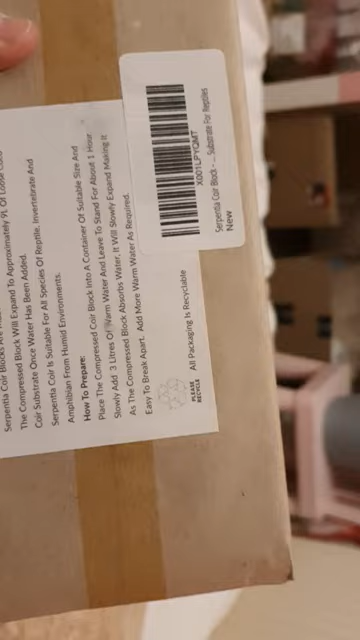 Serpentia Coir Blocks Are
The Compressed Block Will Expand To Approximately 9L Of Loose
Coir Substrate Once Water Has Been Added.
Serpentia Coir Is Suitable For All Species Of Reptile, Invertebrate And
Amphibian From Humid Environments.
How To Prepare:
Place The Compressed Coir Block Into A Container Of Suitable Size And
Slowly Add 3 Litres Of Warm Water And Leave To Stand For About 1 Hour
As The Compressed Block Absorbs Water, It Will Slowly Expand Making It
Easy To Break Apart. Add More Warm Water As Required.
PLEASE
RECYCLE
All Packaging Is Recyclable
X001LPYQMT
Serpentia Coir Block - ... Substrate For Reptiles
New